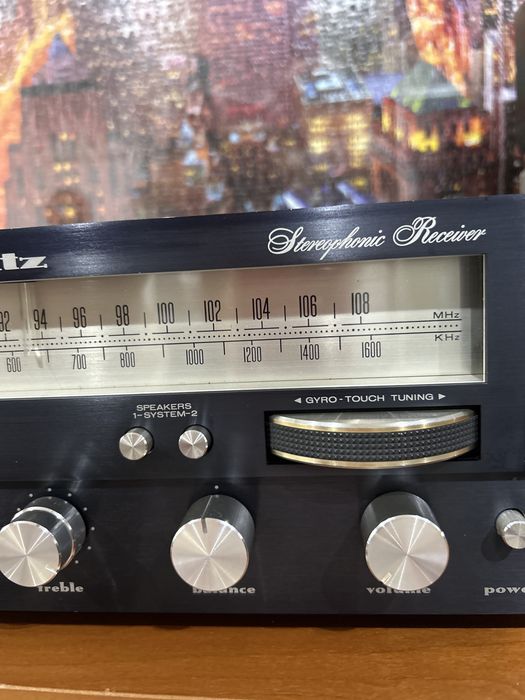 tz
Stereophonic Receiver
92 94 96 98 100 102 104 106 108 MHz
600 700 800 1000 1200 1400 1600 KHz
◄ GYRO-TOUCH TUNING ►
SPEAKERS
1-SYSTEM-2
treble balance volume powe